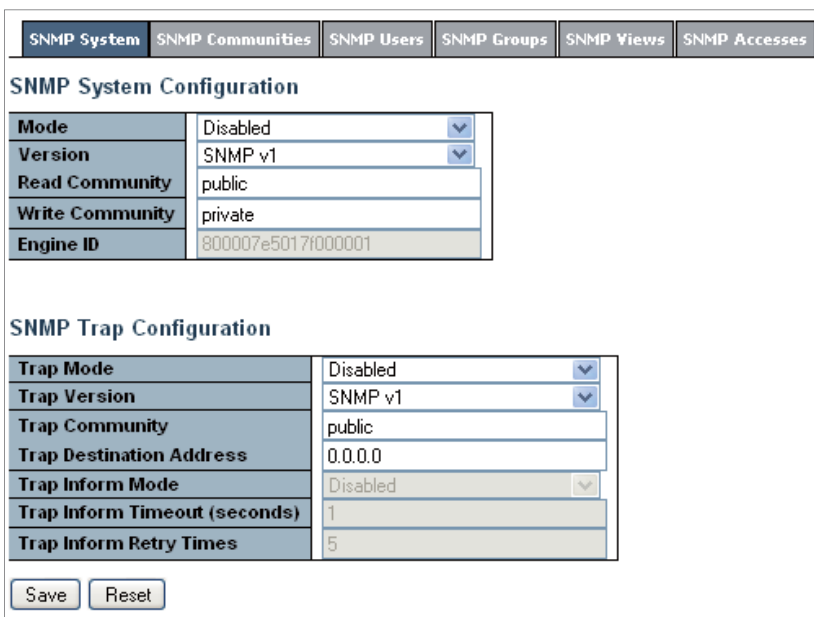 SNMP System SNMP Communities SNMP Users SNMP Groups SNMP Views SNMP Accesses
SNMP System Configuration
Mode Disabled
Version SNMP v1
Read Community public
Write Community private
Engine ID 800007e5017f000001
SNMP Trap Configuration
Trap Mode Disabled
Trap Version SNMP v1
Trap Community public
Trap Destination Address 0.0.0.0
Trap Inform Mode Disabled
Trap Inform Timeout (seconds) 1
Trap Inform Retry Times 5
Save Reset